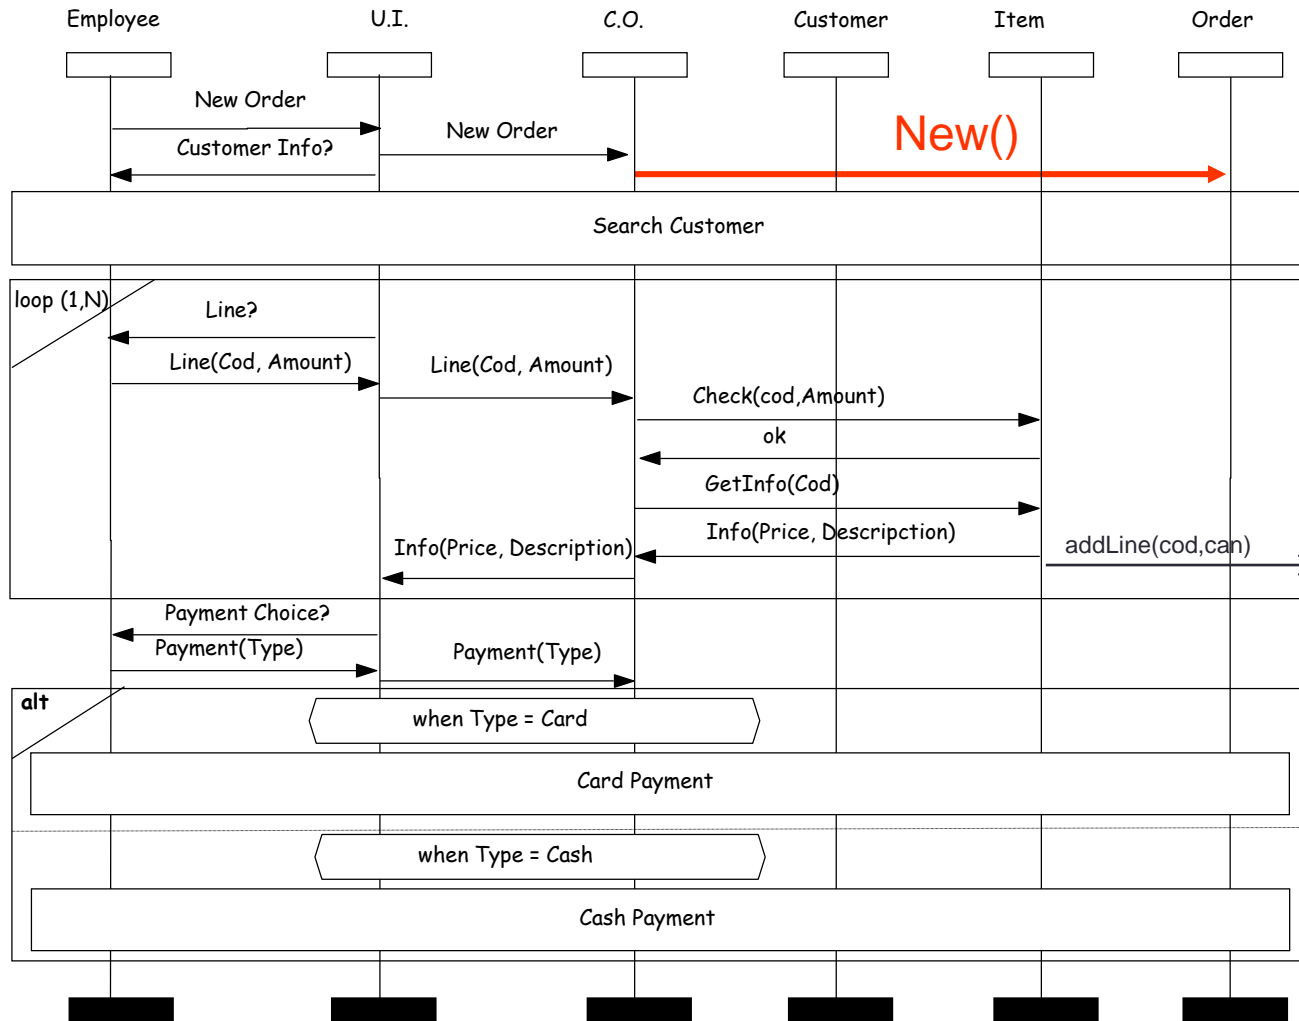 Employee
U.I.
C.O.
Customer
Item
Order
New Order
New Order
New()
Customer Info?
Search Customer
loop (1,N)
Line?
Line(Cod, Amount)
Line(Cod, Amount)
Check(cod,Amount)
ok
GetInfo(Cod)
Info(Price, Descripction)
Info(Price, Description)
addLine(cod,can)
Payment Choice?
Payment(Type)
Payment(Type)
alt
when Type = Card
Card Payment
when Type = Cash
Cash Payment